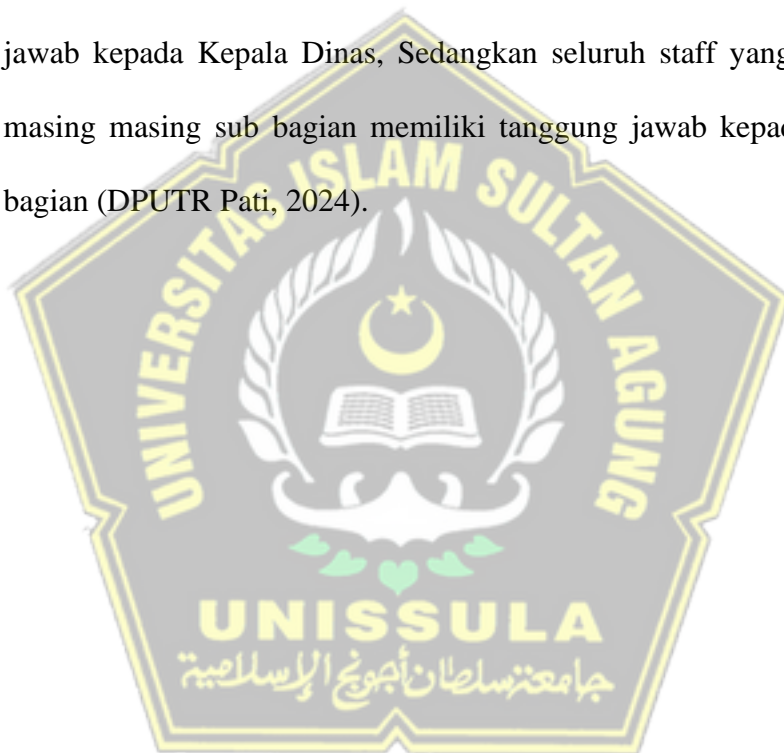 jawab kepada Kepala Dinas, Sedangkan seluruh staff yang
masing masing sub bagian memiliki tanggung jawab kepad
bagian (DPUTR Pati, 2024).
UNIVERSITAS ISLAM SULTAN AGUNG
UNISSULA
جامعة سلطان أجونج الإسلامية